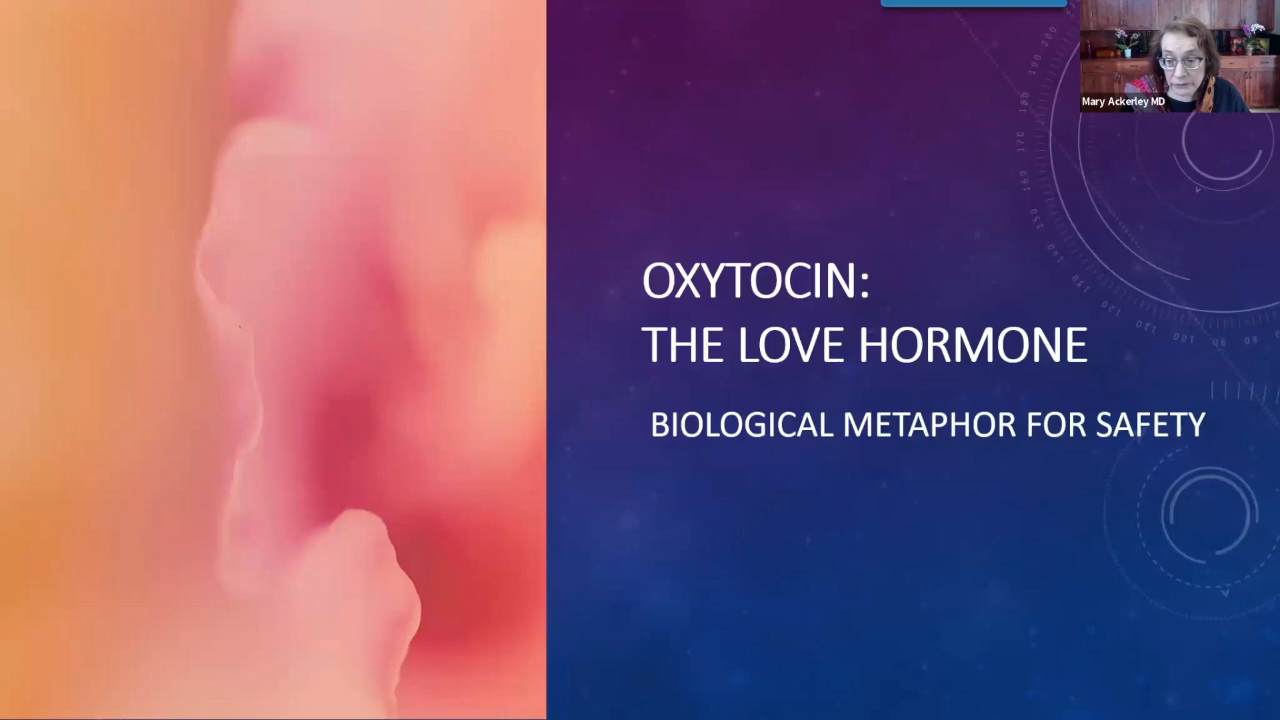 Mary Ackerley MD
OXYTOCIN:
THE LOVE HORMONE
BIOLOGICAL METAPHOR FOR SAFETY